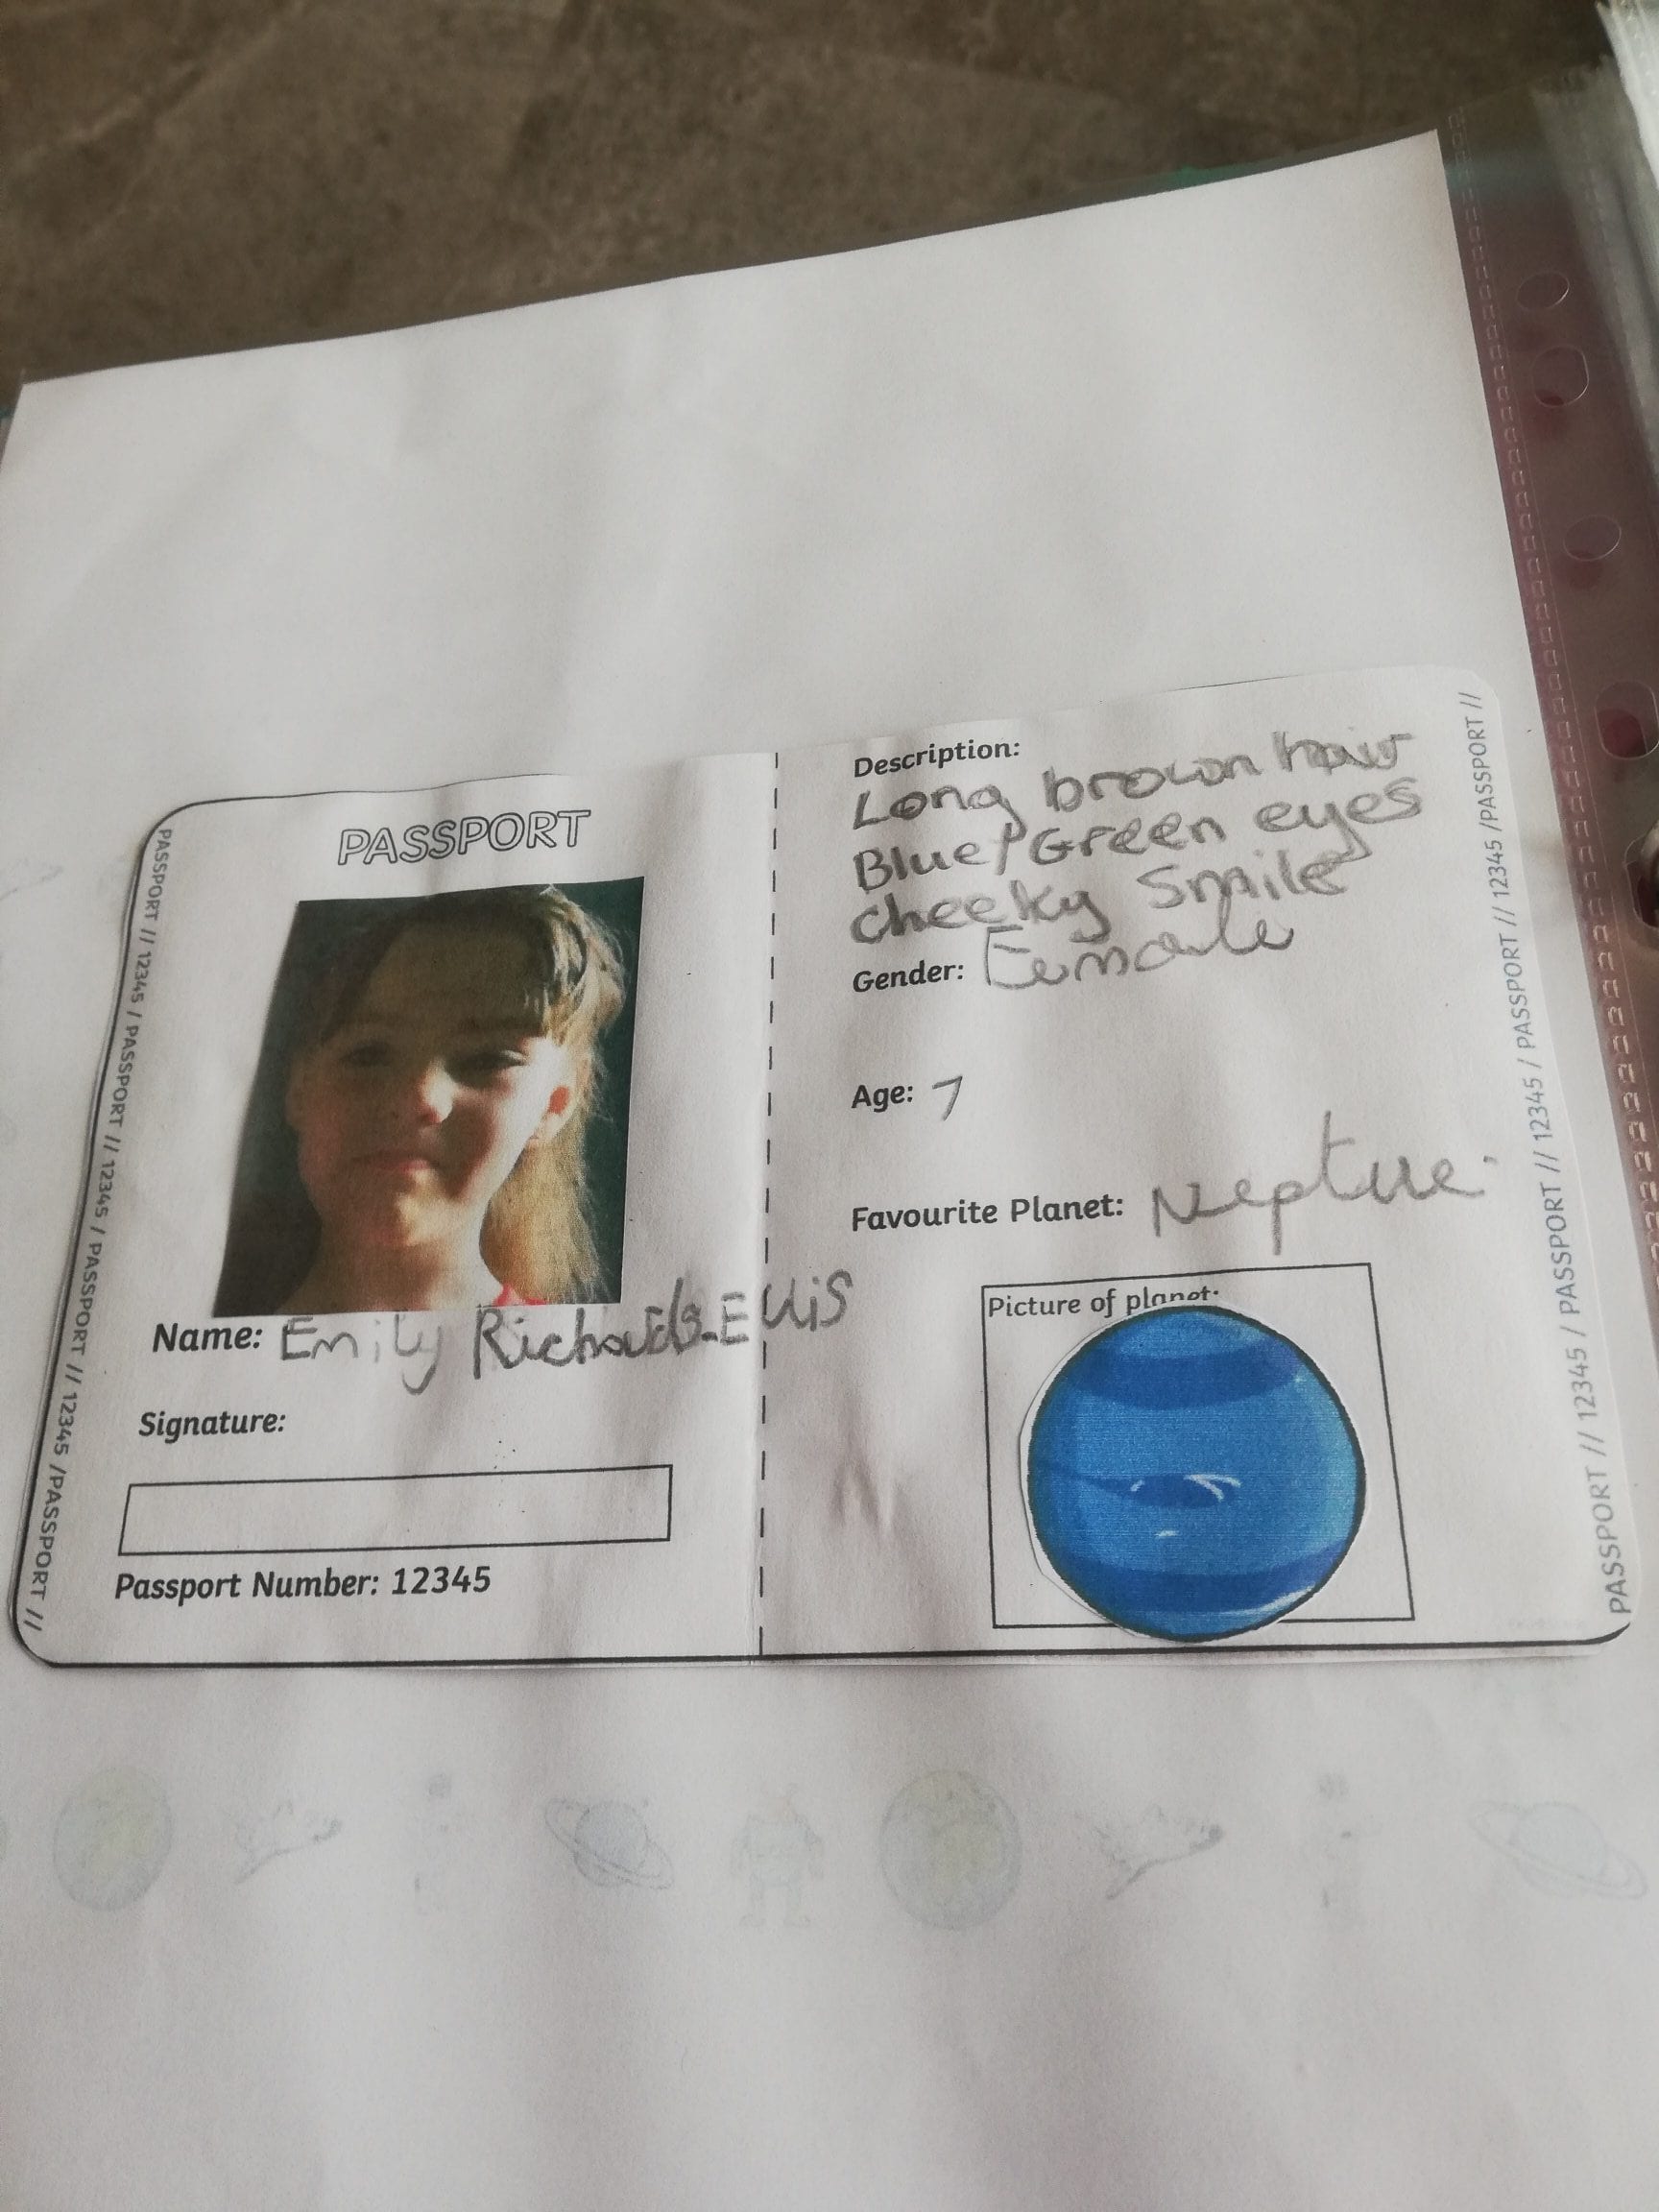 PASSPORT
Name: Emily Richards-Ellis
Signature:
Passport Number: 12345
PASSPORT // 12345 / PASSPORT // 12345 / PASSPORT // 12345 /PASSPORT //
Description:
Long brown hair
Blue/Green eyes
cheeky Smile
Gender: Female
Age: 7
Favourite Planet: Neptue.
Picture of planet:
PASSPORT // 12345 / PASSPORT // 12345 / PASSPORT // 12345 /PASSPORT //